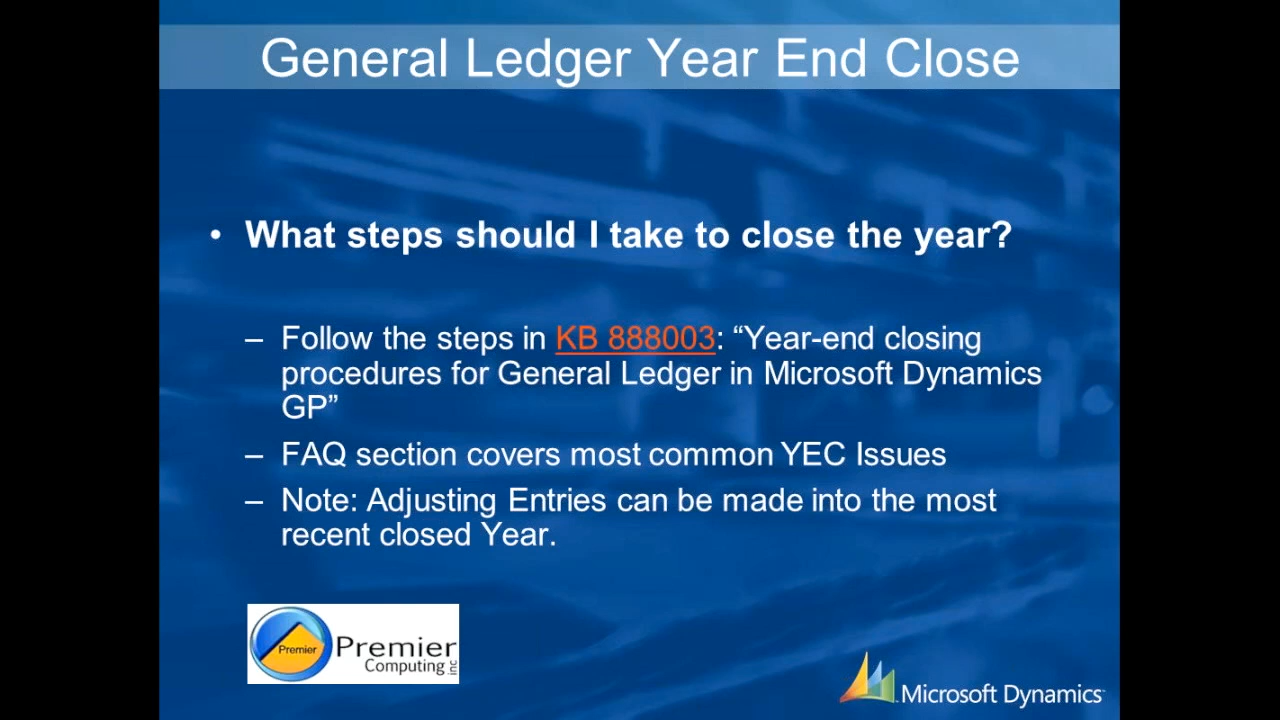 General Ledger Year End Close
• What steps should I take to close the year?
– Follow the steps in KB 888003: “Year-end closing
procedures for General Ledger in Microsoft Dynamics
GP”
– FAQ section covers most common YEC Issues
– Note: Adjusting Entries can be made into the most
recent closed Year.
Premier
Premier
Computing inc
Microsoft Dynamics